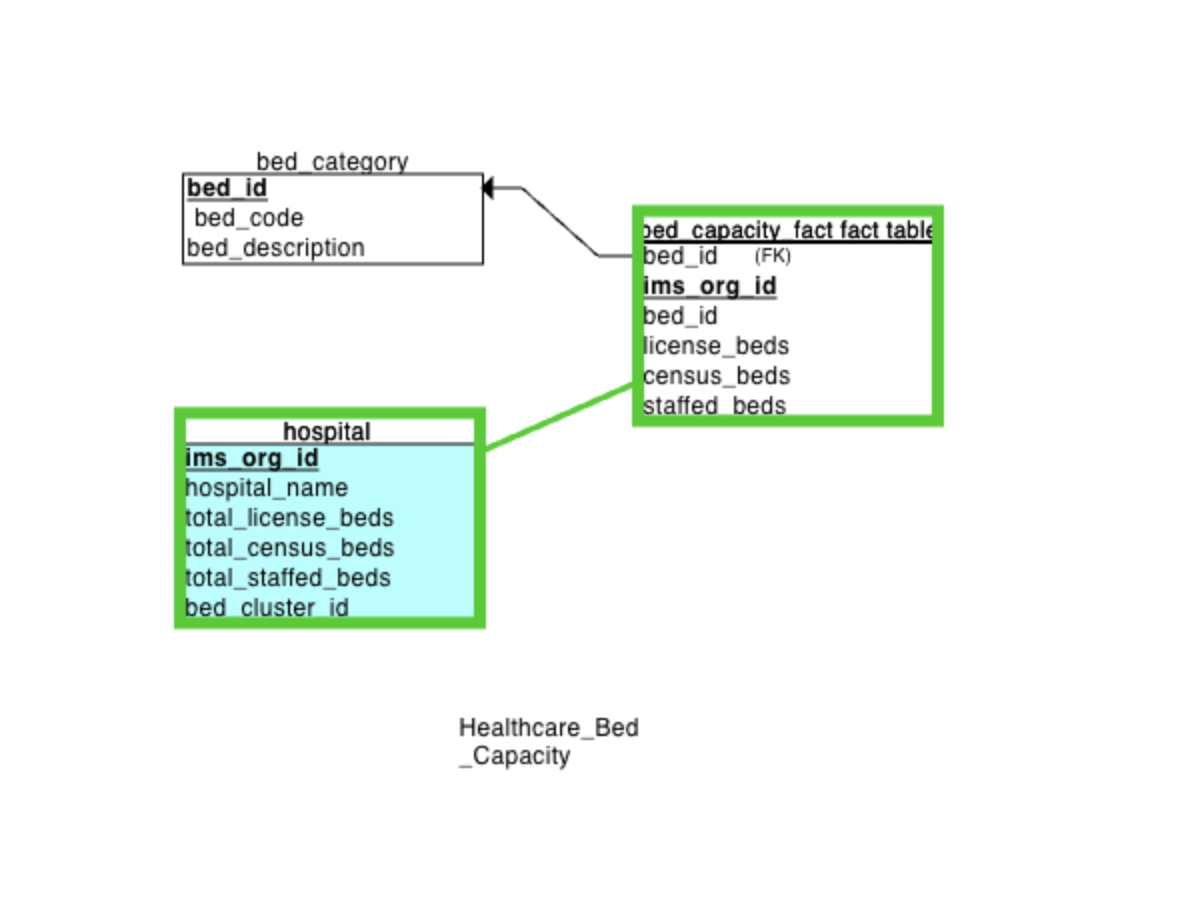 bed_category
bed_id
bed_code
bed_description
bed_capacity_fact fact table
bed_id (FK)
ims_org_id
bed_id
license_beds
census_beds
staffed_beds
hospital
ims_org_id
hospital_name
total_license_beds
total_census_beds
total_staffed_beds
bed_cluster_id
Healthcare_Bed
_Capacity